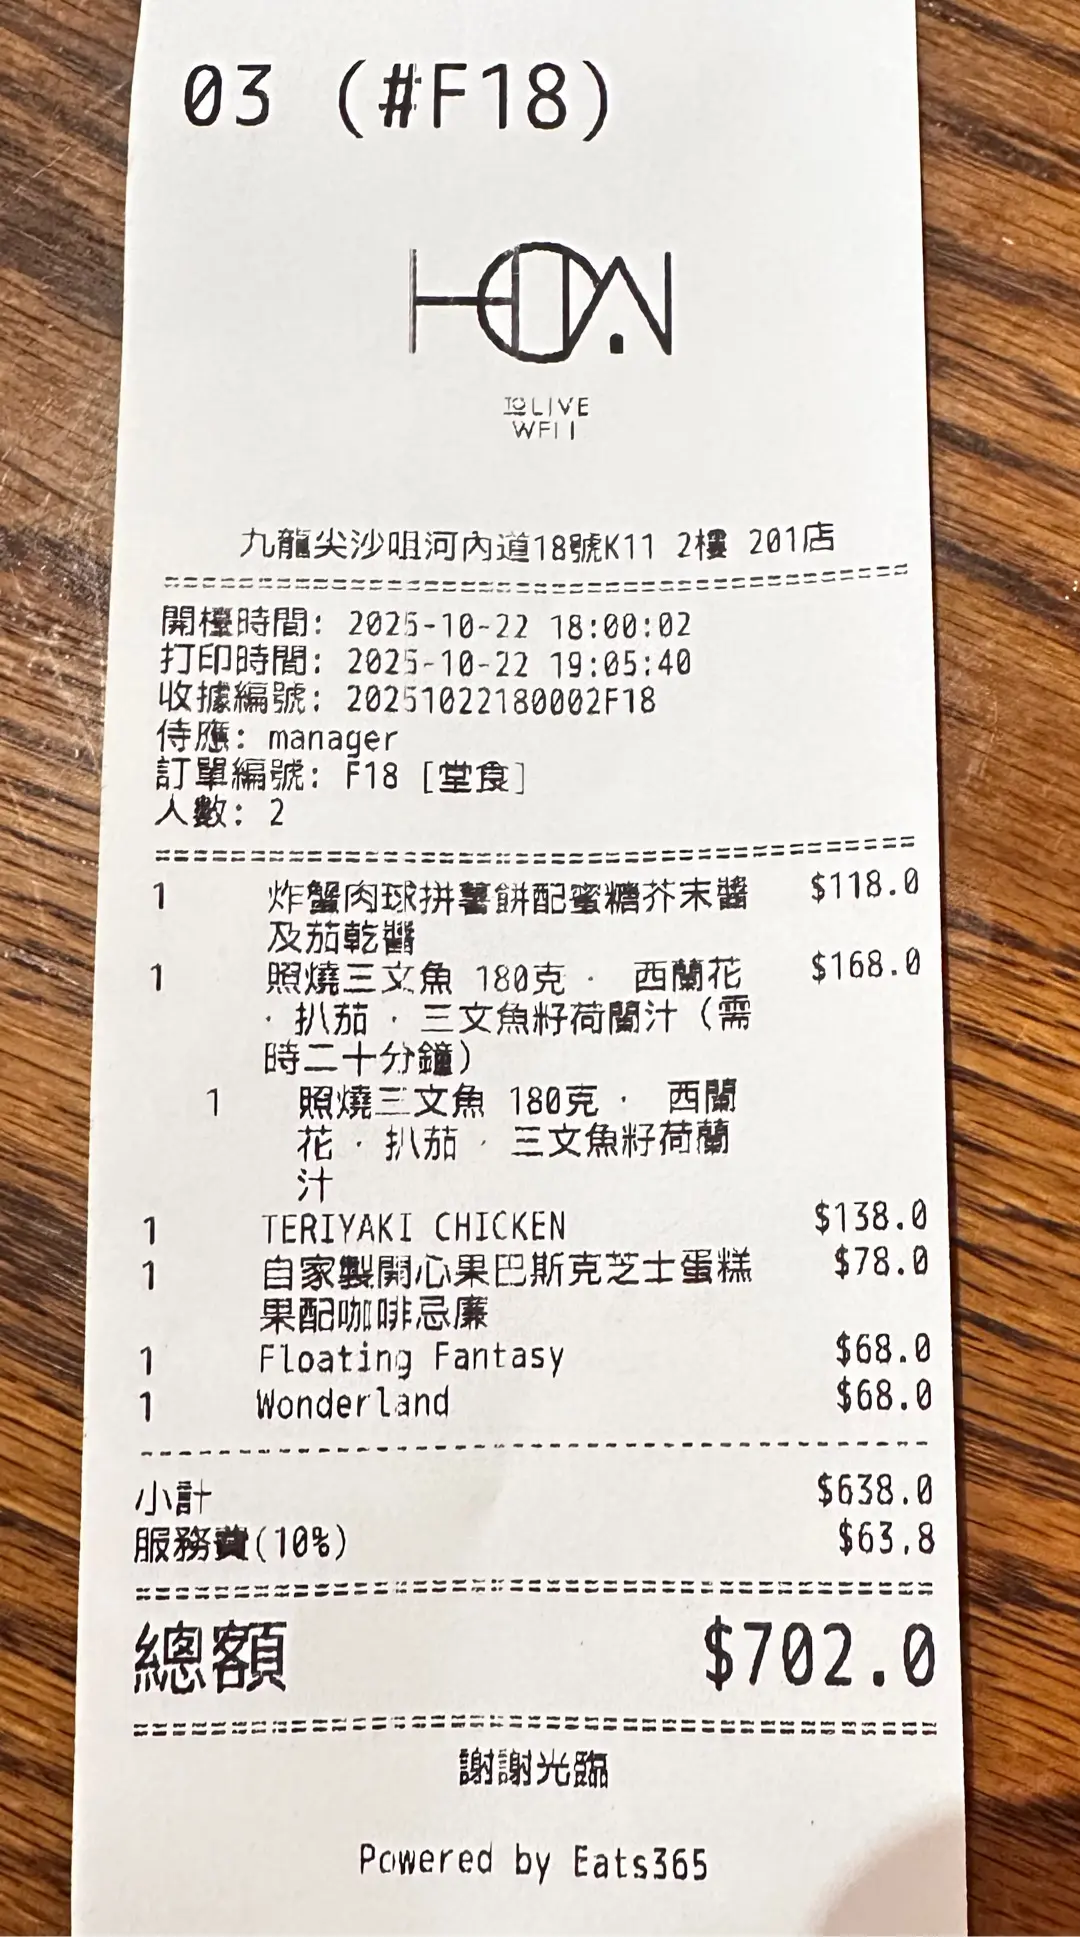 03 (#F18)
TO LIVE
WELL
九龍尖沙咀河內道18號K11 2樓 201店
開檯時間: 2025-10-22 18:00:02
打印時間: 2025-10-22 19:05:40
收據編號: 20251022180002F18
侍應: manager
訂單編號: F18 [堂食]
人數: 2
1 炸蟹肉球拼薯餅配蜜糖芥末醬 $118.0
及茄乾醬
1 照燒三文魚 180克 · 西蘭花 $168.0
· 扒茄 · 三文魚籽荷蘭汁 (需
時二十分鐘)
1 照燒三文魚 180克 · 西蘭
花 · 扒茄 · 三文魚籽荷蘭
汁
1 TERIYAKI CHICKEN $138.0
1 自家製開心果巴斯克芝士蛋糕 $78.0
果配咖啡忌廉
1 Floating Fantasy $68.0
1 Wonderland $68.0
小計 $638.0
服務費(10%) $63.8
總額 $702.0
謝謝光臨
Powered by Eats365